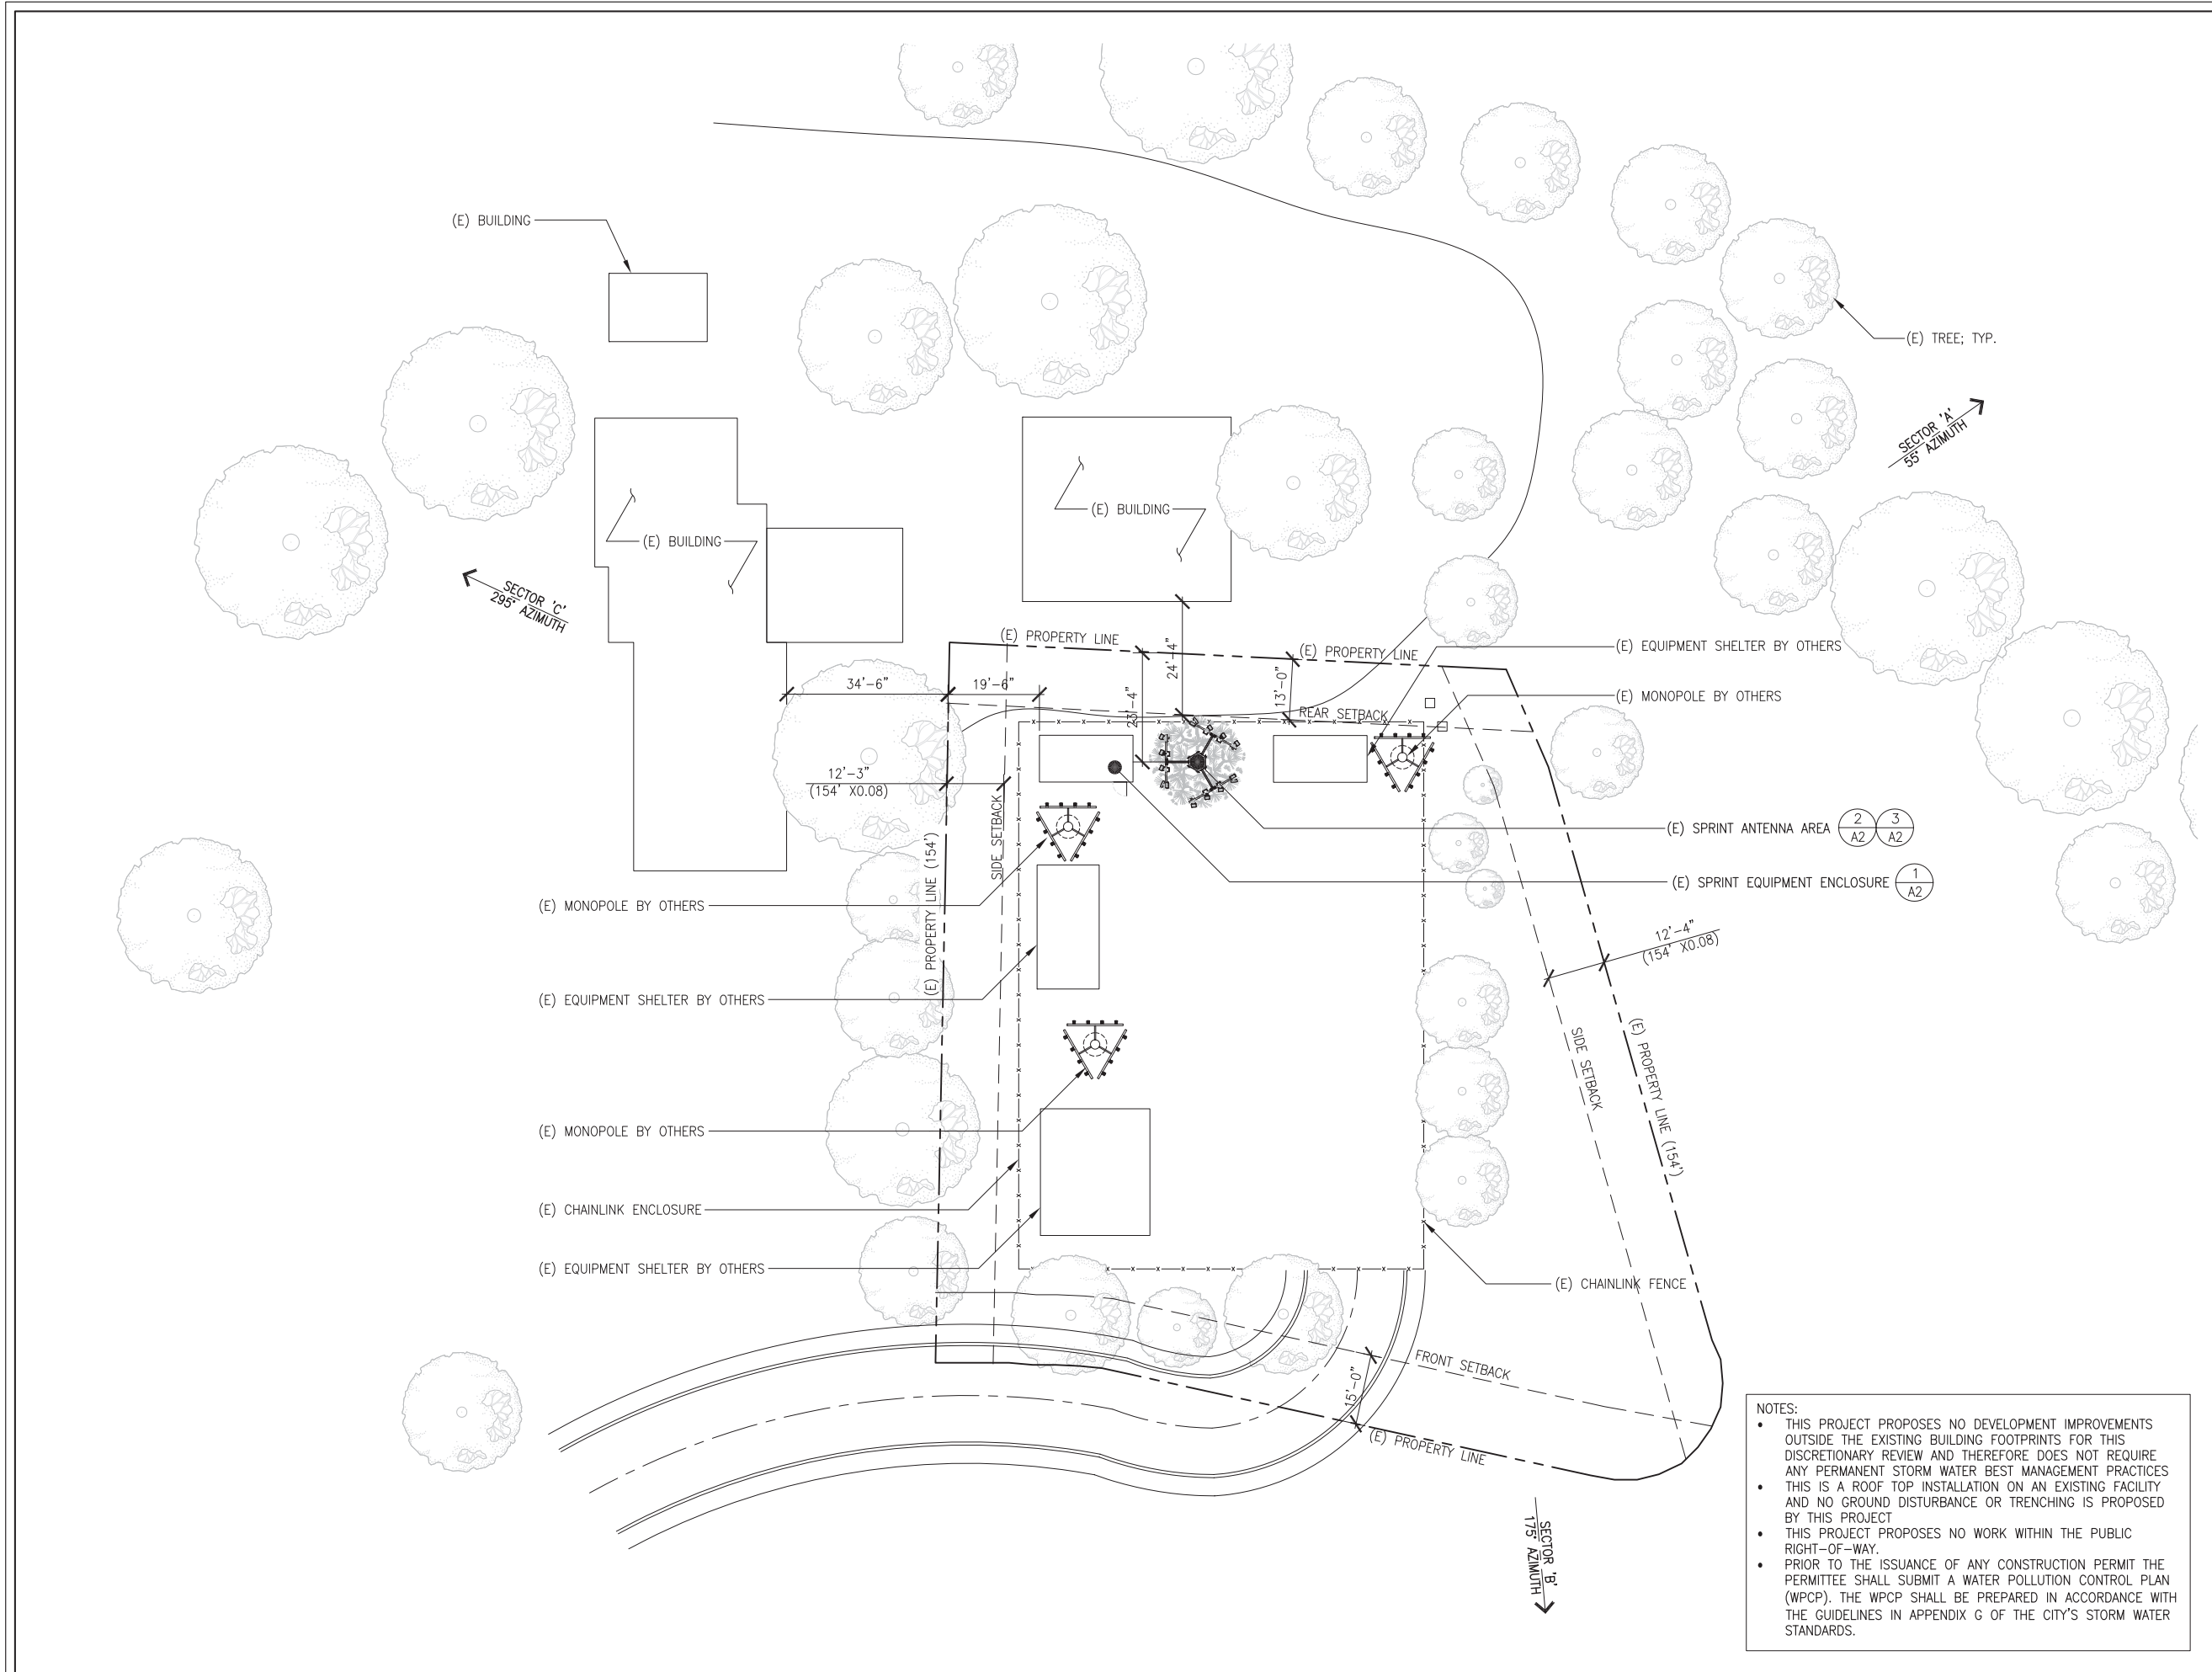 (E) BUILDING
(E) TREE; TYP.
SECTOR 'A'
55° AZIMUTH
(E) BUILDING
(E) BUILDING
SECTOR 'C'
295° AZIMUTH
(E) PROPERTY LINE
(E) PROPERTY LINE
(E) EQUIPMENT SHELTER BY OTHERS
24'-4"
34'-6"
19'-6"
23'-4"
13'-0"
(E) MONOPOLE BY OTHERS
REAR SETBACK
12'-3"
(154' X0.08)
SIDE SETBACK
(E) PROPERTY LINE (154')
(E) SPRINT ANTENNA AREA
2
A2
3
A2
(E) SPRINT EQUIPMENT ENCLOSURE
1
A2
(E) MONOPOLE BY OTHERS
12'-4"
(154' X0.08)
(E) EQUIPMENT SHELTER BY OTHERS
SIDE SETBACK
(E) PROPERTY LINE (154')
(E) MONOPOLE BY OTHERS
(E) CHAINLINK ENCLOSURE
(E) EQUIPMENT SHELTER BY OTHERS
(E) CHAINLINK FENCE
FRONT SETBACK
15'-0"
(E) PROPERTY LINE
SECTOR 'B'
175° AZIMUTH
NOTES:
• THIS PROJECT PROPOSES NO DEVELOPMENT IMPROVEMENTS
OUTSIDE THE EXISTING BUILDING FOOTPRINTS FOR THIS
DISCRETIONARY REVIEW AND THEREFORE DOES NOT REQUIRE
ANY PERMANENT STORM WATER BEST MANAGEMENT PRACTICES
• THIS IS A ROOF TOP INSTALLATION ON AN EXISTING FACILITY
AND NO GROUND DISTURBANCE OR TRENCHING IS PROPOSED
BY THIS PROJECT
• THIS PROJECT PROPOSES NO WORK WITHIN THE PUBLIC
RIGHT-OF-WAY.
• PRIOR TO THE ISSUANCE OF ANY CONSTRUCTION PERMIT THE
PERMITTEE SHALL SUBMIT A WATER POLLUTION CONTROL PLAN
(WPCP). THE WPCP SHALL BE PREPARED IN ACCORDANCE WITH
THE GUIDELINES IN APPENDIX G OF THE CITY'S STORM WATER
STANDARDS.